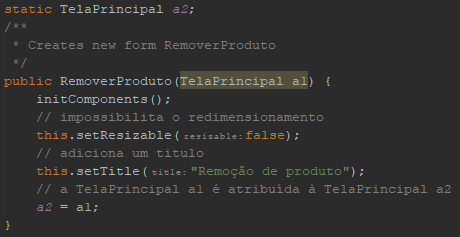 static TelaPrincipal a2;
/**
 * Creates new form RemoverProduto
 */
public RemoverProduto(TelaPrincipal a1) {
    initComponents();
    // impossibilita o redimensionamento
    this.setResizable( resizable: false);
    // adiciona um titulo
    this.setTitle( title: "Remoção de produto");
    // a TelaPrincipal a1 é atribuída à TelaPrincipal a2
    a2 = a1;
}